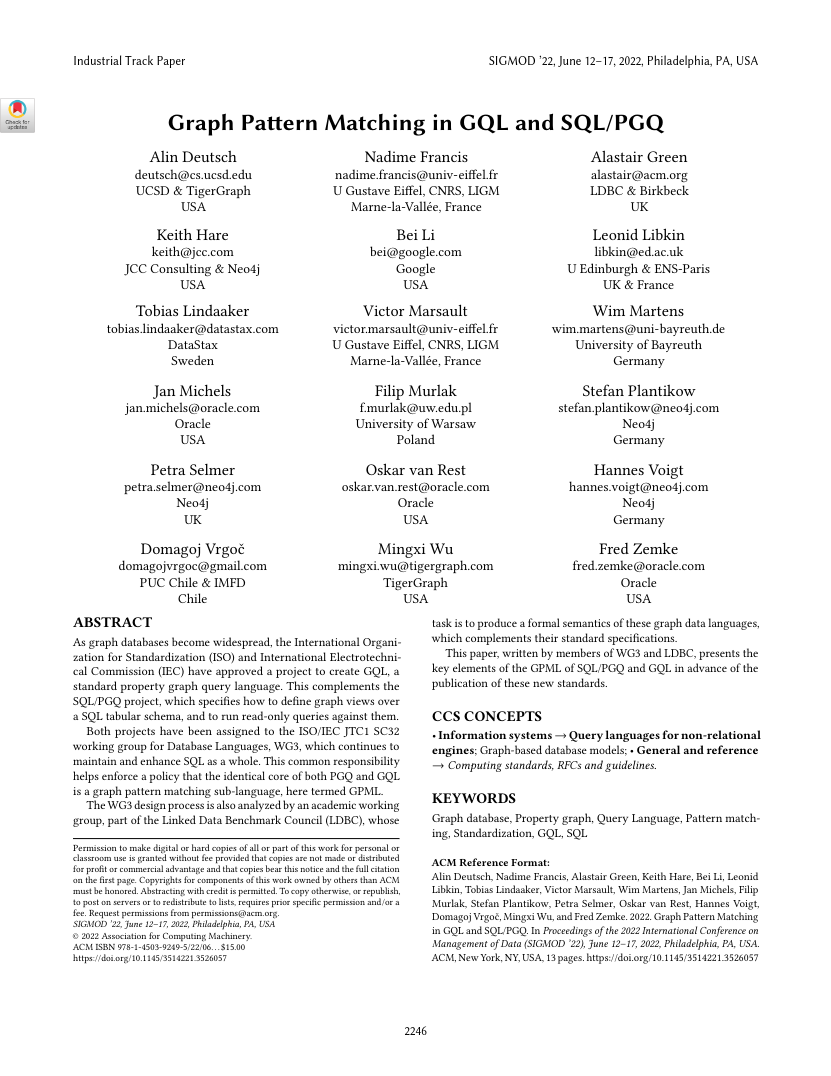 Industrial Track Paper
SIGMOD '22, June 12–17, 2022, Philadelphia, PA, USA
Check for
updates
Graph Pattern Matching in GQL and SQL/PGQ
Alin Deutsch
deutsch@cs.ucsd.edu
UCSD & TigerGraph
USA
Nadime Francis
nadime.francis@univ-eiffel.fr
U Gustave Eiffel, CNRS, LIGM
Marne-la-Vallée, France
Alastair Green
alastair@acm.org
LDBC & Birkbeck
UK
Keith Hare
keith@jcc.com
JCC Consulting & Neo4j
USA
Bei Li
bei@google.com
Google
USA
Leonid Libkin
libkin@ed.ac.uk
U Edinburgh & ENS-Paris
UK & France
Tobias Lindaaker
tobias.lindaaker@datastax.com
DataStax
Sweden
Victor Marsault
victor.marsault@univ-eiffel.fr
U Gustave Eiffel, CNRS, LIGM
Marne-la-Vallée, France
Wim Martens
wim.martens@uni-bayreuth.de
University of Bayreuth
Germany
Jan Michels
jan.michels@oracle.com
Oracle
USA
Filip Murlak
f.murlak@uw.edu.pl
University of Warsaw
Poland
Stefan Plantikow
stefan.plantikow@neo4j.com
Neo4j
Germany
Petra Selmer
petra.selmer@neo4j.com
Neo4j
UK
Oskar van Rest
oskar.van.rest@oracle.com
Oracle
USA
Hannes Voigt
hannes.voigt@neo4j.com
Neo4j
Germany
Domagoj Vrgoč
domagojvrgoc@gmail.com
PUC Chile & IMFD
Chile
Mingxi Wu
mingxi.wu@tigergraph.com
TigerGraph
USA
Fred Zemke
fred.zemke@oracle.com
Oracle
USA
ABSTRACT
As graph databases become widespread, the International Organi-
zation for Standardization (ISO) and International Electrotechni-
cal Commission (IEC) have approved a project to create GQL, a
standard property graph query language. This complements the
SQL/PGQ project, which specifies how to define graph views over
a SQL tabular schema, and to run read-only queries against them.
Both projects have been assigned to the ISO/IEC JTC1 SC32
working group for Database Languages, WG3, which continues to
maintain and enhance SQL as a whole. This common responsibility
helps enforce a policy that the identical core of both PGQ and GQL
is a graph pattern matching sub-language, here termed GPML.
The WG3 design process is also analyzed by an academic working
group, part of the Linked Data Benchmark Council (LDBC), whose
Permission to make digital or hard copies of all or part of this work for personal or
classroom use is granted without fee provided that copies are not made or distributed
for profit or commercial advantage and that copies bear this notice and the full citation
on the first page. Copyrights for components of this work owned by others than ACM
must be honored. Abstracting with credit is permitted. To copy otherwise, or republish,
to post on servers or to redistribute to lists, requires prior specific permission and/or a
fee. Request permissions from permissions@acm.org.
SIGMOD '22, June 12–17, 2022, Philadelphia, PA, USA
© 2022 Association for Computing Machinery.
ACM ISBN 978-1-4503-9249-5/22/06...$15.00
https://doi.org/10.1145/3514221.3526057
task is to produce a formal semantics of these graph data languages,
which complements their standard specifications.
This paper, written by members of WG3 and LDBC, presents the
key elements of the GPML of SQL/PGQ and GQL in advance of the
publication of these new standards.
CCS CONCEPTS
• Information systems → Query languages for non-relational
engines; Graph-based database models; • General and reference
→ Computing standards, RFCs and guidelines.
KEYWORDS
Graph database, Property graph, Query Language, Pattern match-
ing, Standardization, GQL, SQL
ACM Reference Format:
Alin Deutsch, Nadime Francis, Alastair Green, Keith Hare, Bei Li, Leonid
Libkin, Tobias Lindaaker, Victor Marsault, Wim Martens, Jan Michels, Filip
Murlak, Stefan Plantikow, Petra Selmer, Oskar van Rest, Hannes Voigt,
Domagoj Vrgoč, Mingxi Wu, and Fred Zemke. 2022. Graph Pattern Matching
in GQL and SQL/PGQ. In Proceedings of the 2022 International Conference on
Management of Data (SIGMOD '22), June 12–17, 2022, Philadelphia, PA, USA.
ACM, New York, NY, USA, 13 pages. https://doi.org/10.1145/3514221.3526057
2246